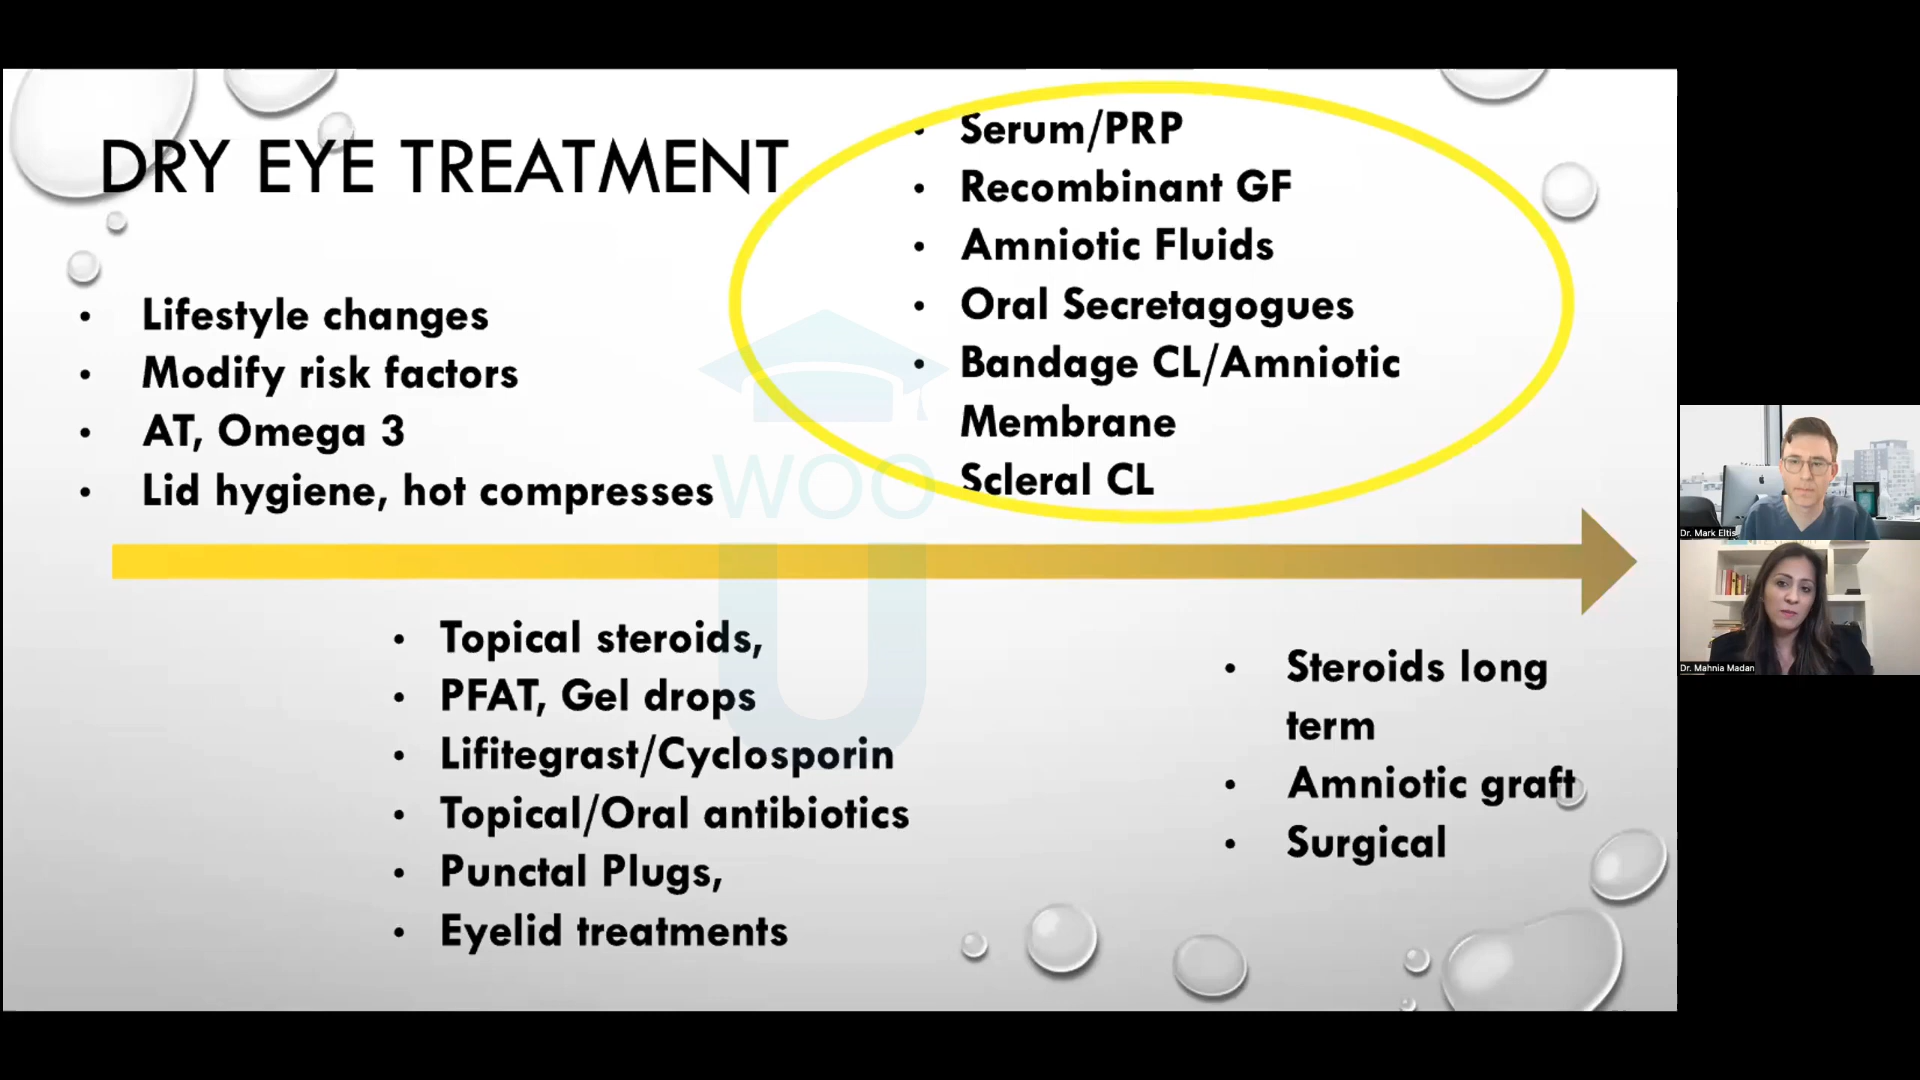 DRY EYE TREATMENT
• Lifestyle changes
• Modify risk factors
• AT, Omega 3
• Lid hygiene, hot compresses
• Serum/PRP
• Recombinant GF
• Amniotic Fluids
• Oral Secretagogues
• Bandage CL/Amniotic
Membrane
Scleral CL
WOO
U
• Topical steroids,
• PFAT, Gel drops
• Lifitegrast/Cyclosporin
• Topical/Oral antibiotics
• Punctal Plugs,
• Eyelid treatments
• Steroids long
term
• Amniotic graft
• Surgical
Dr. Mark Eltis
Dr. Mahnia Madan